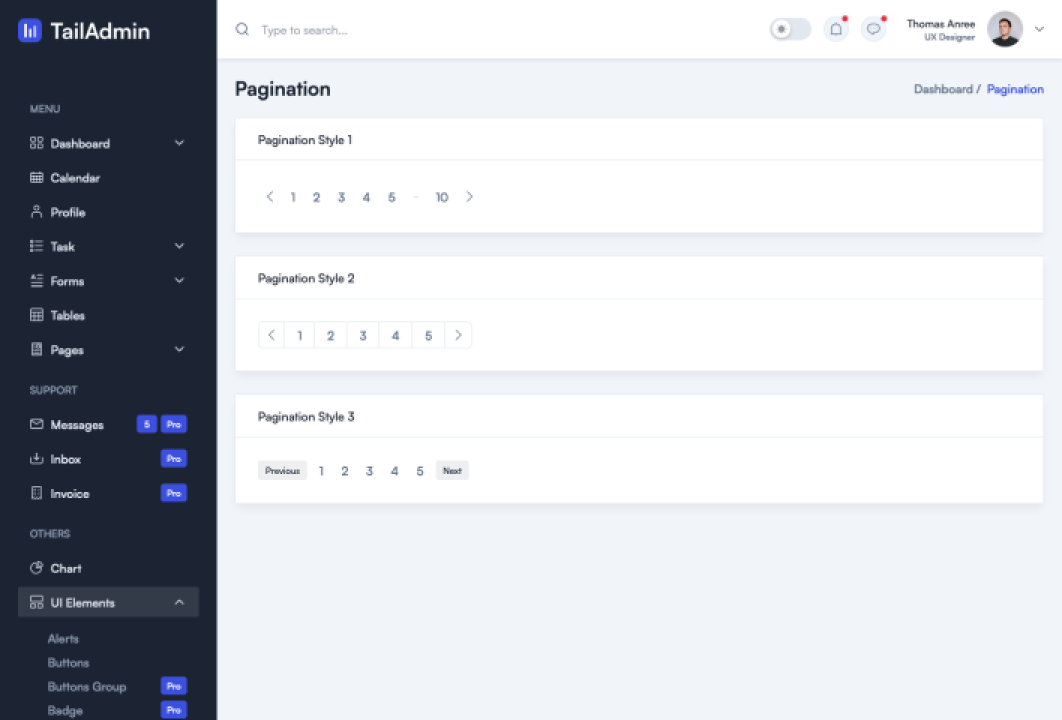 TailAdmin
MENU
Dashboard
Calendar
Profile
Task
Forms
Tables
Pages
SUPPORT
Messages 5 Pro
Inbox Pro
Invoice Pro
OTHERS
Chart
UI Elements
Alerts
Buttons
Buttons Group Pro
Badge Pro
Type to search...
Thomas Anree
UX Designer
Pagination
Dashboard / Pagination
Pagination Style 1
1 2 3 4 5 ... 10
Pagination Style 2
1 2 3 4 5
Pagination Style 3
Previous 1 2 3 4 5 Next